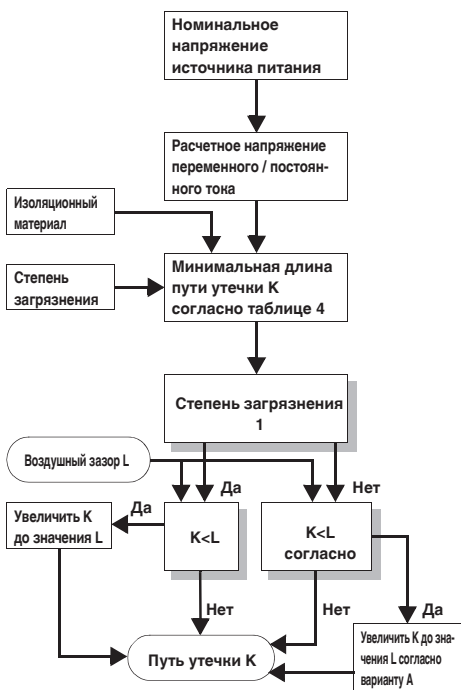 Номинальное
напряжение
источника питания
Расчетное напряжение
переменного / постоян-
ного тока
Изоляционный
материал
Степень
загрязнения
Минимальная длина
пути утечки K
согласно таблице 4
Степень загрязнения
1
Воздушный зазор L
Да
Нет
Да
Увеличить K
до значения L
K<L
K<L
согласно
Нет
Нет
Да
Путь утечки K
Увеличить K до зна-
чения L согласно
варианту A